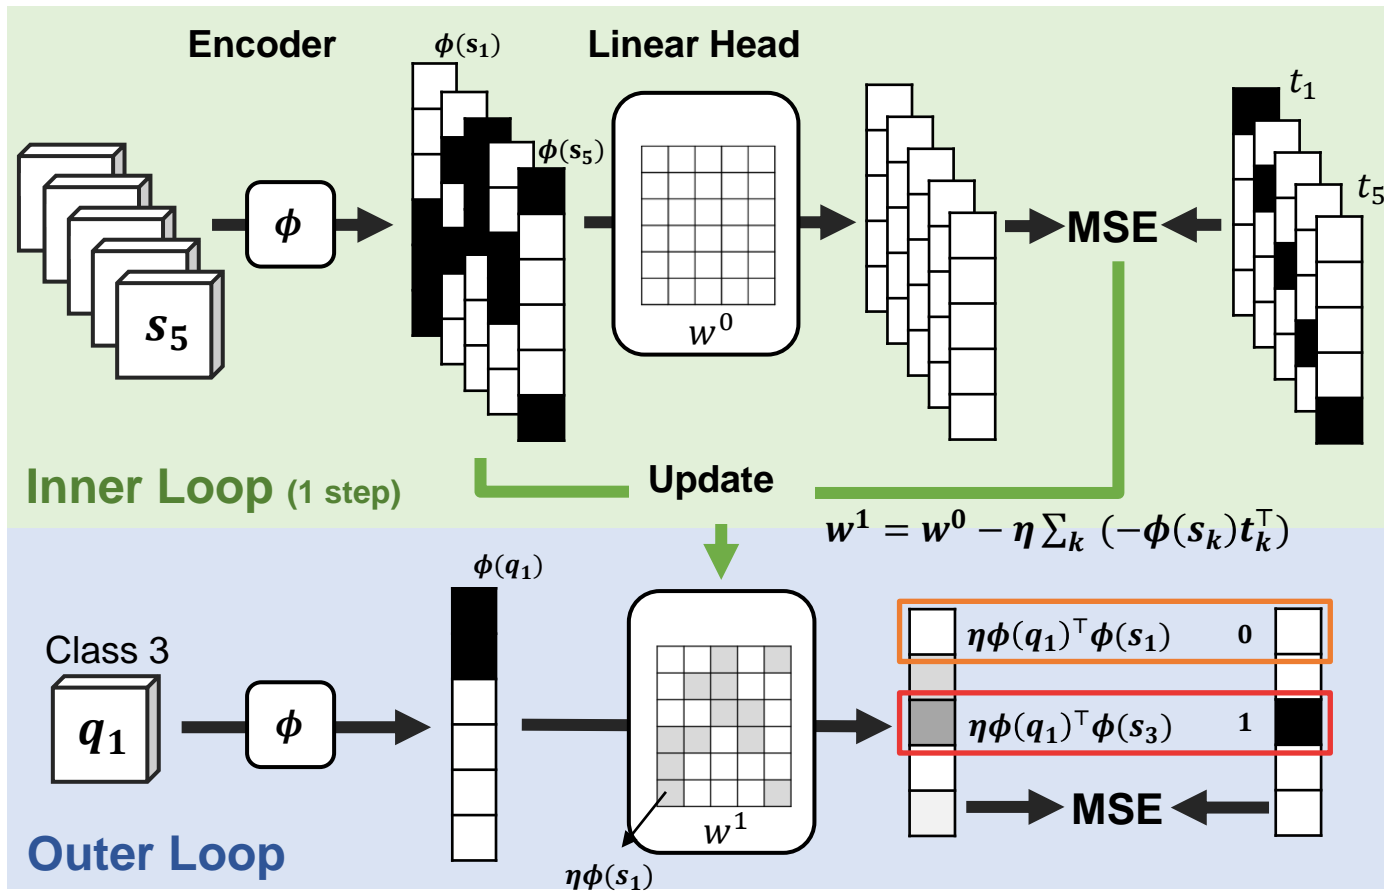 Encoder
ϕ(s₁)
Linear Head
t₁
ϕ(s₅)
t₅
ϕ
MSE
s₅
w⁰
Inner Loop (1 step)
Update
w¹ = w⁰ − η ∑ₖ (−ϕ(sₖ)tₖ^⊤)
ϕ(q₁)
Class 3
ηϕ(q₁)^⊤ϕ(s₁) 0
q₁
ϕ
ηϕ(q₁)^⊤ϕ(s₃) 1
MSE
w¹
Outer Loop
ηϕ(s₁)